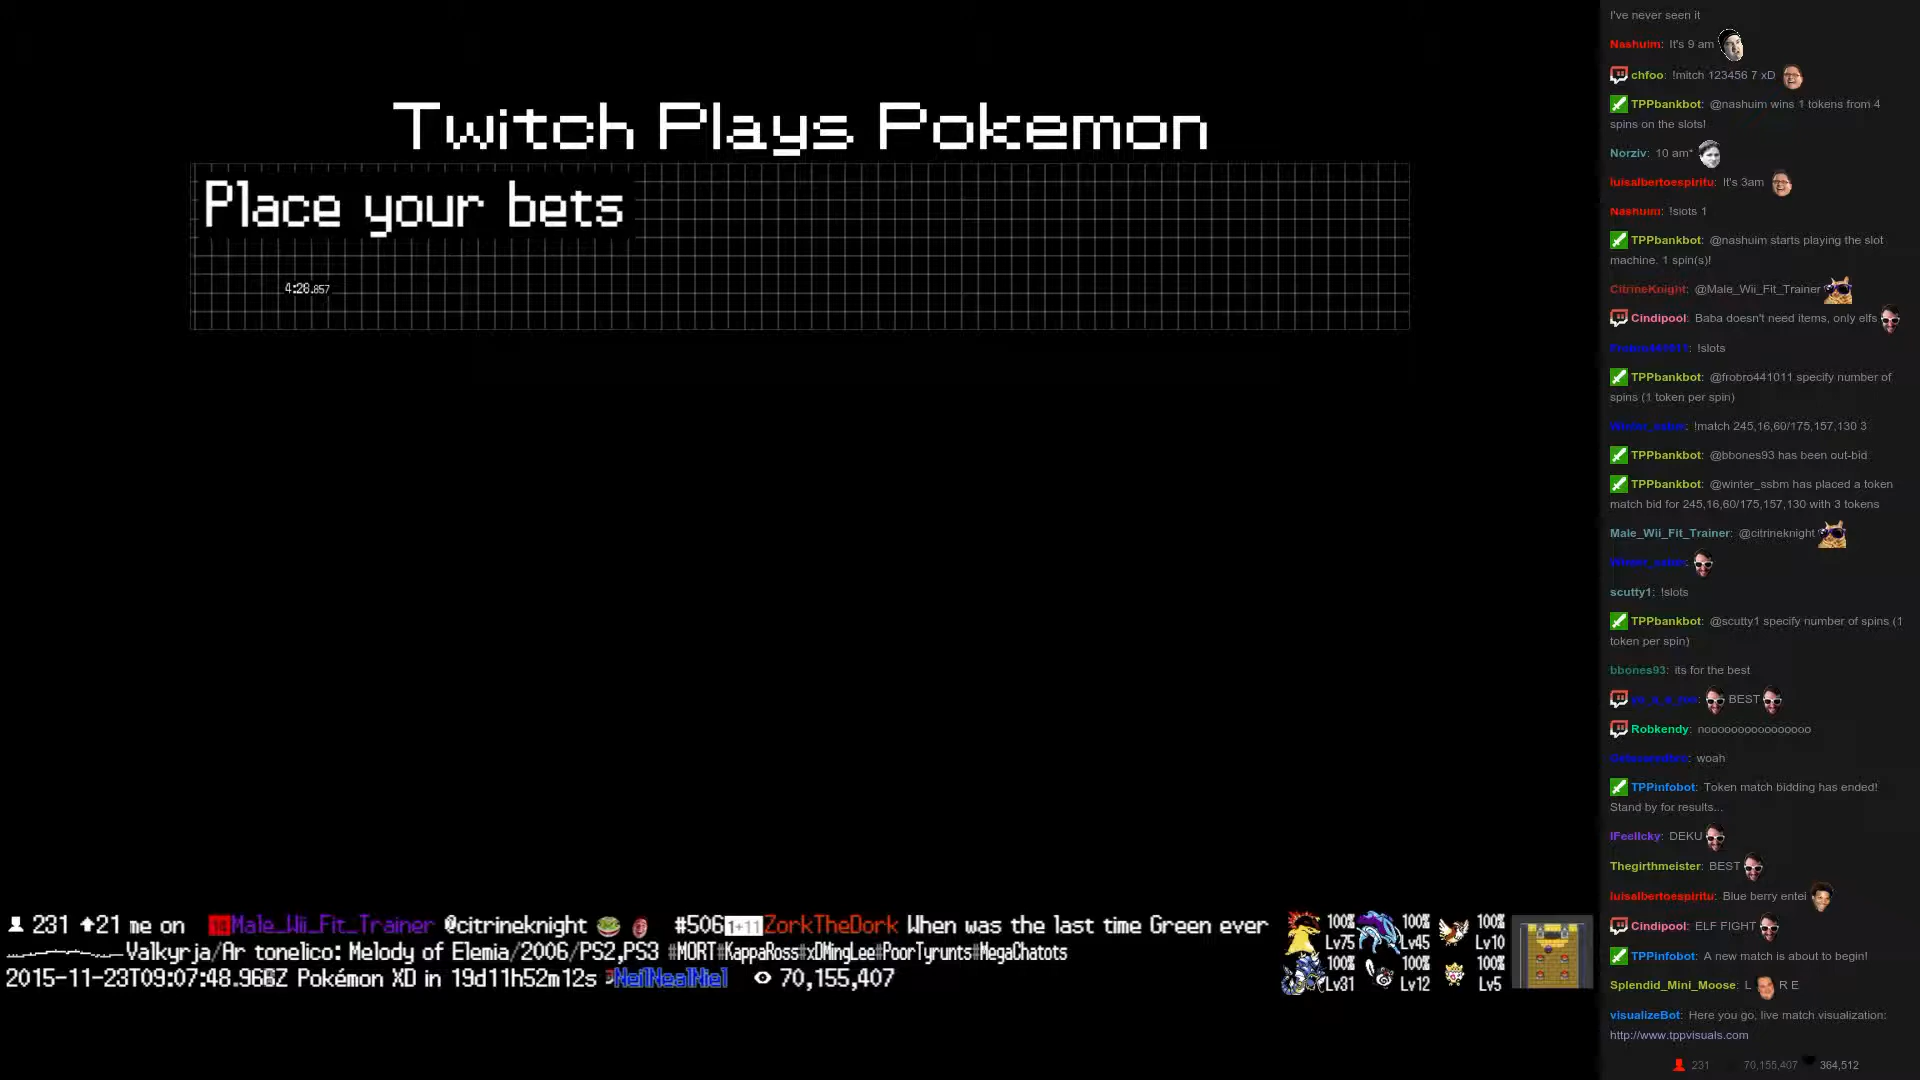 Twitch Plays Pokemon
Place your bets
4:28.857
231 21 me on Male_Wii_Fit_Trainer @citrineknight #506 1+11 ZorkTheDork When was the last time Green ever
Valkyrja/Ar tonelico: Melody of Elemia/2006/PS2,PS3 #MORT#KappaRoss#xDMingLee#PoorTyrunts#MegaChatots
Pokémon XD in 19d11h52m12s NeilNealNiel 70,155,407
100% 100% 100%
Lv75 Lv45 Lv10
100% 100% 100%
Lv31 Lv12 Lv5
I've never seen it
Nashuim: It's 9 am
chfoo: !mitch 123456 7 xD
TPPbankbot: @nashuim wins 1 tokens from 4
spins on the slots!
Norziv: 10 am*
luisalbertoespiritu: It's 3am
Nashuim: !slots 1
TPPbankbot: @nashuim starts playing the slot
machine. 1 spin(s)!
CitrineKnight: @Male_Wii_Fit_Trainer
Cindipool: Baba doesn't need items, only elfs
Frobro441011: !slots
TPPbankbot: @frobro441011 specify number of
spins (1 token per spin)
Winter_ssbm: !match 245,16,60/175,157,130 3
TPPbankbot: @bbones93 has been out-bid
TPPbankbot: @winter_ssbm has placed a token
match bid for 245,16,60/175,157,130 with 3 tokens
Male_Wii_Fit_Trainer: @citrineknight
Winter_ssbm:
scutty1: !slots
TPPbankbot: @scutty1 specify number of spins (1
token per spin)
bbones93: its for the best
BEST
Robkendy: noooooooooooooooo
woah
TPPinfobot: Token match bidding has ended!
Stand by for results...
IFeelIcky: DEKU
Thegirthmeister: BEST
luisalbertoespiritu: Blue berry entei
Cindipool: ELF FIGHT
TPPinfobot: A new match is about to begin!
Splendid_Mini_Moose: L R E
visualizeBot: Here you go, live match visualization:
http://www.tppvisuals.com
231 70,155,407 364,512